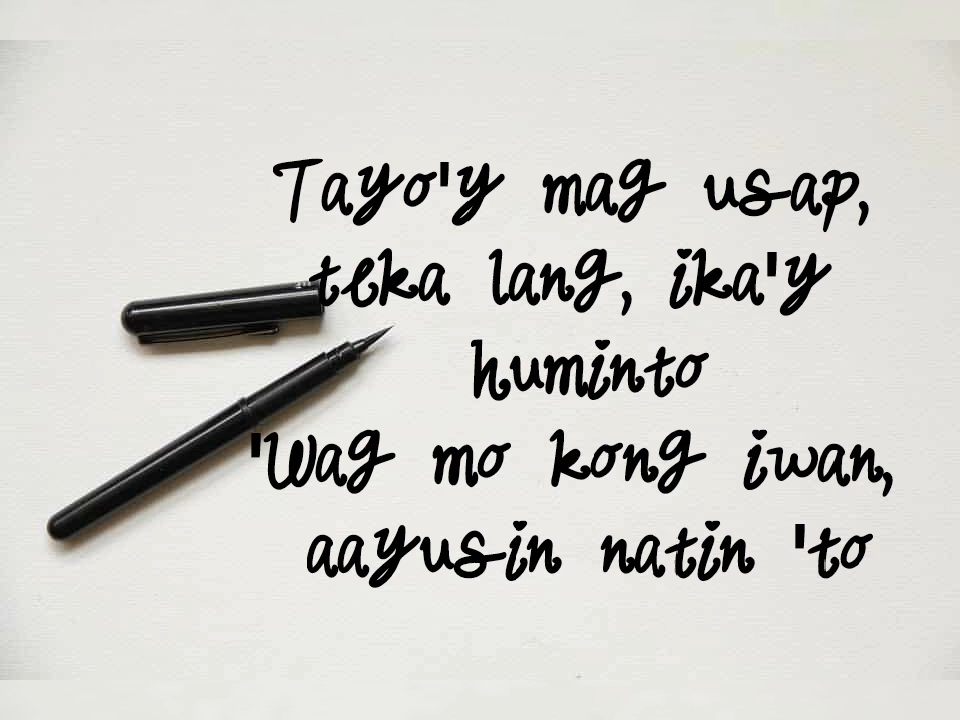 Tayo'y mag usap,
teka lang, ika'y
huminto
'Wag mo kong iwan,
aayusin natin 'to